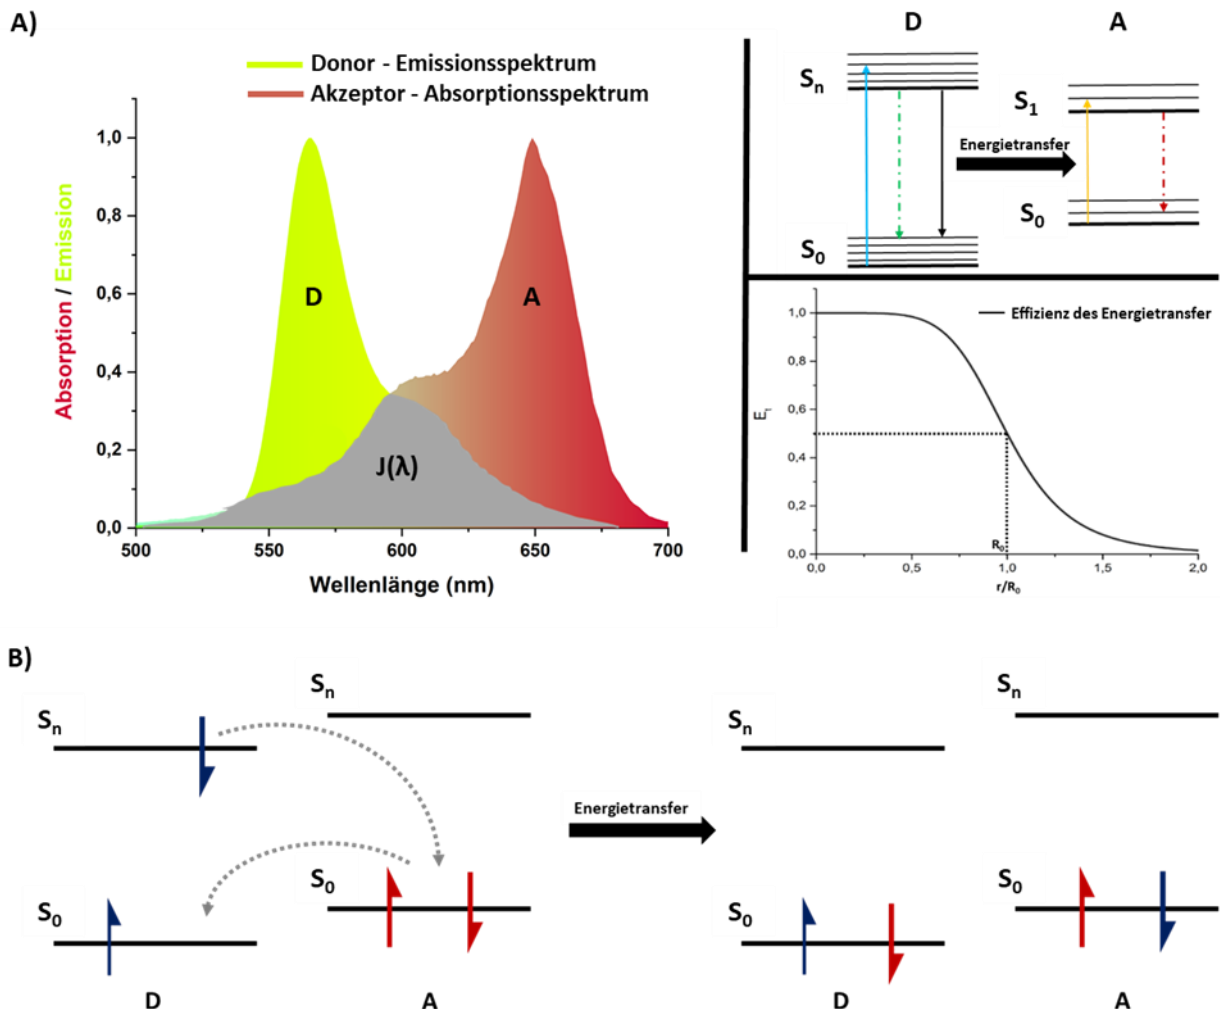 A)
Donor - Emissionsspektrum
Akzeptor - Absorptionsspektrum
Absorption / Emission
1,0
0,8
0,6
0,4
0,2
0,0
D
A
J(λ)
500
550
600
650
700
Wellenlänge (nm)
D
A
Sn
S1
Energietransfer
S0
S0
Effizienz des Energietransfer
ET
1,0
0,8
0,6
0,4
0,2
0,0
R0
0,0
0,5
1,0
1,5
2,0
r/R0
B)
Sn
Sn
S0
S0
D
A
Energietransfer
Sn
Sn
S0
S0
D
A